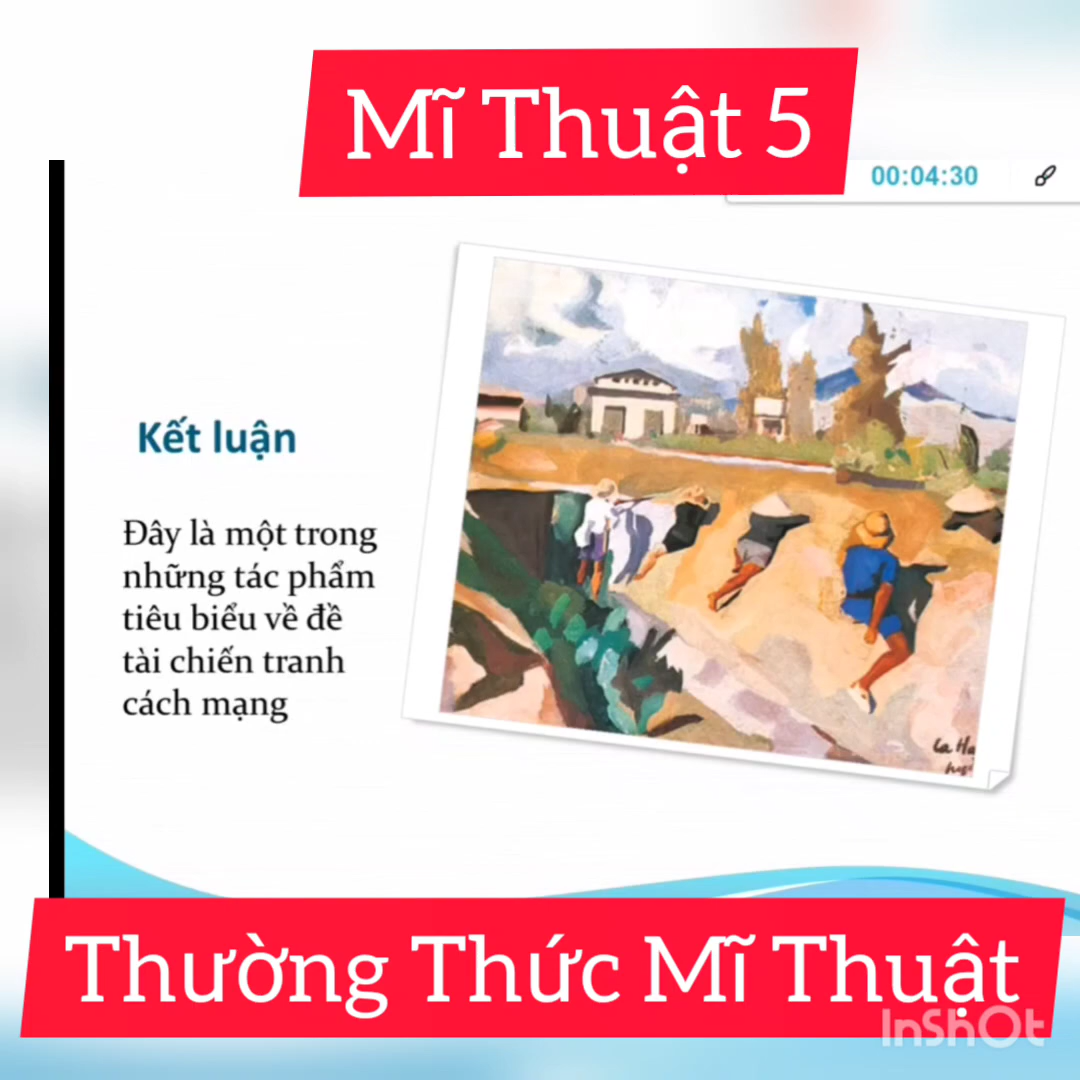 Mĩ Thuật 5
00:04:30
Kết luận
Đây là một trong
những tác phẩm
tiêu biểu về đề
tài chiến tranh
cách mạng
Thường Thức Mĩ Thuật
InShOt